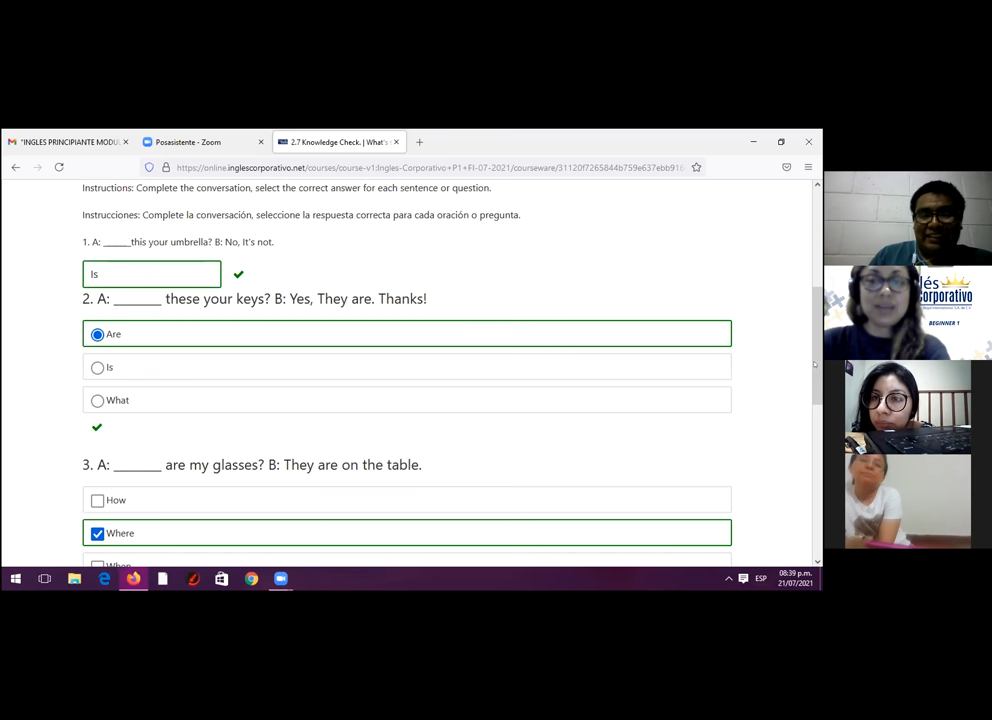 "INGLES PRINCIPIANTE MODU
Posasistente - Zoom
2.7 Knowledge Check. | What's
https://online.inglescorporativo.net/courses/course-v1:Ingles-Corporativo+P1+FI-07-2021/courseware/31120f7265844b759e637ebb916
Instructions: Complete the conversation, select the correct answer for each sentence or question.
Instrucciones: Complete la conversación, seleccione la respuesta correcta para cada oración o pregunta.
1. A: ______this your umbrella? B: No, It's not.
Is
2. A: _______ these your keys? B: Yes, They are. Thanks!
Are
Is
What
3. A: _______ are my glasses? B: They are on the table.
How
Where
When
ESP
08:39 p.m.
21/07/2021
lés
corporativo
BEGINNER 1